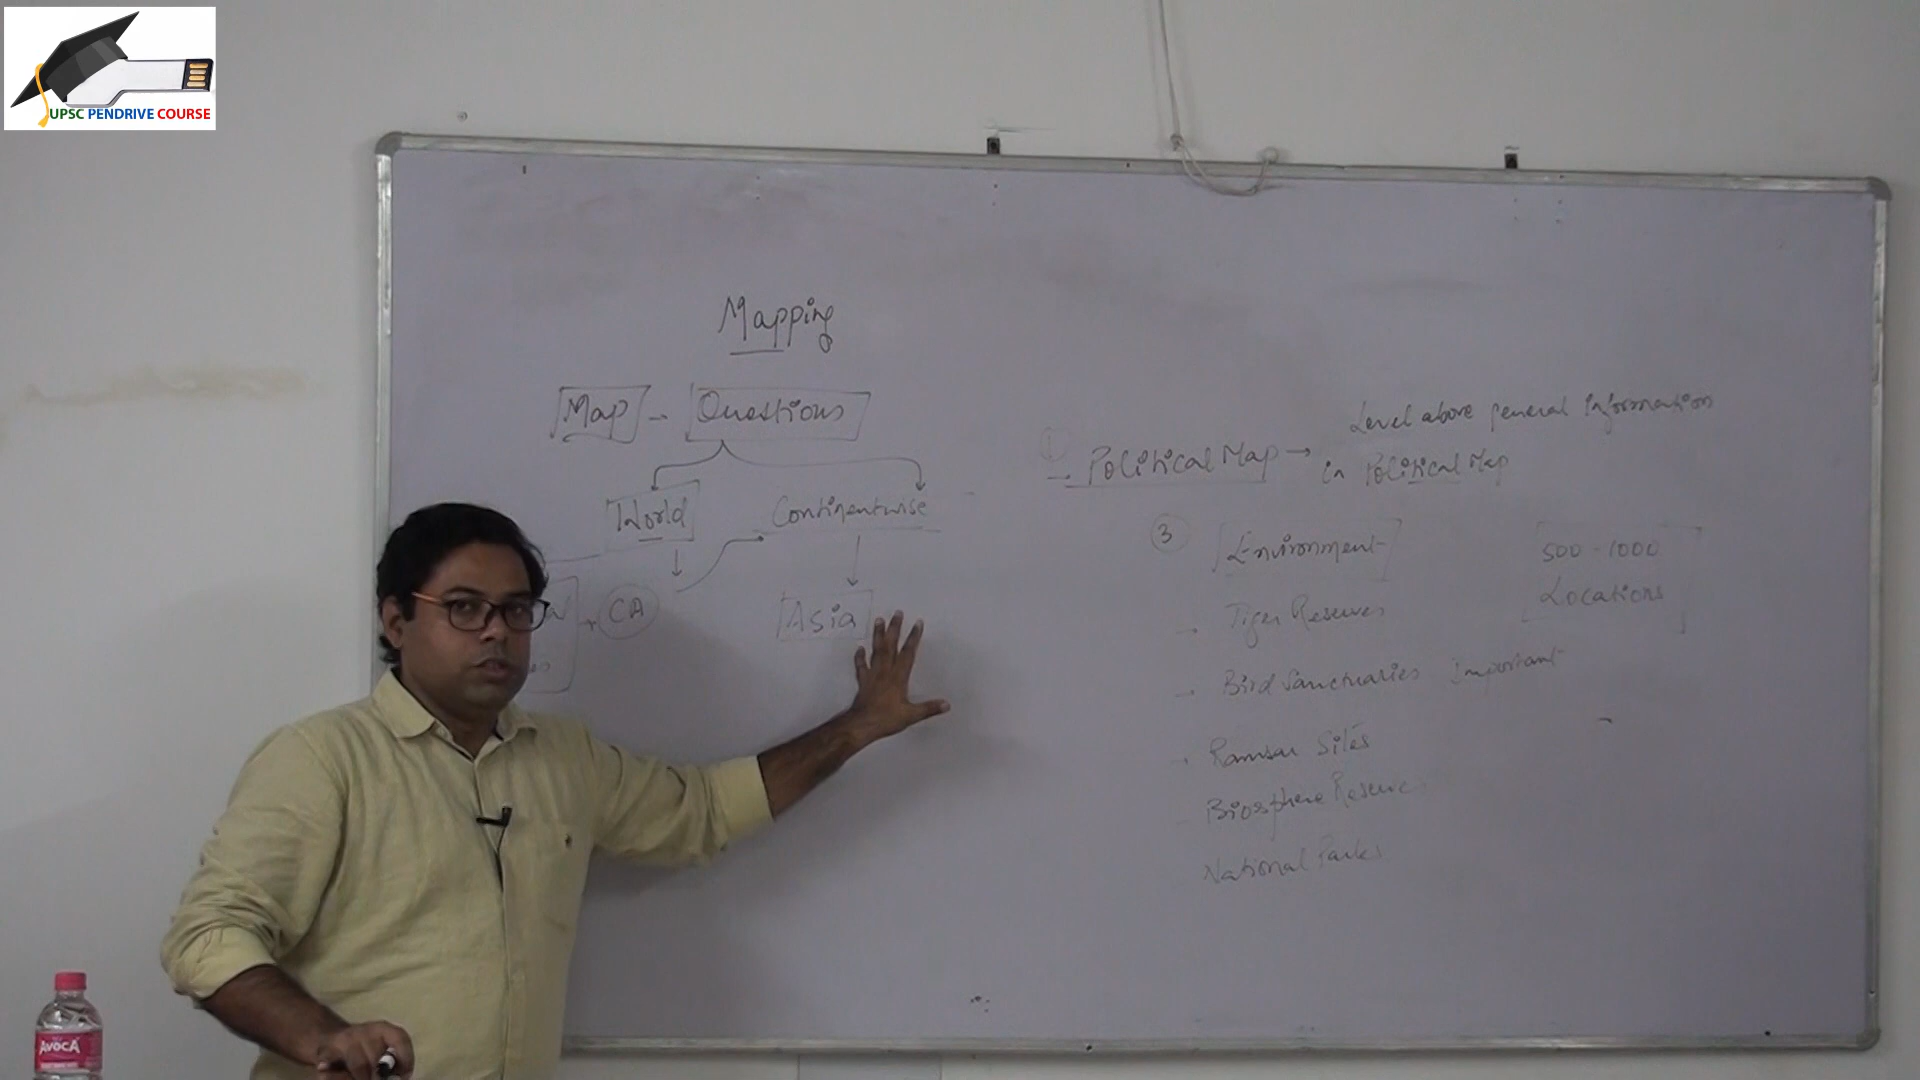 UPSC PENDRIVE COURSE
Mapping
Map - Questions
World Continentwise
CA
Asia
1
→ Political Map → Level above general information
in Political Map
3
Environment
500-1000
Locations
- Tiger Reserves
- Bird Sanctuaries important
- Ramsar Sites
- Biosphere Reserve
National Parks
AVOCA